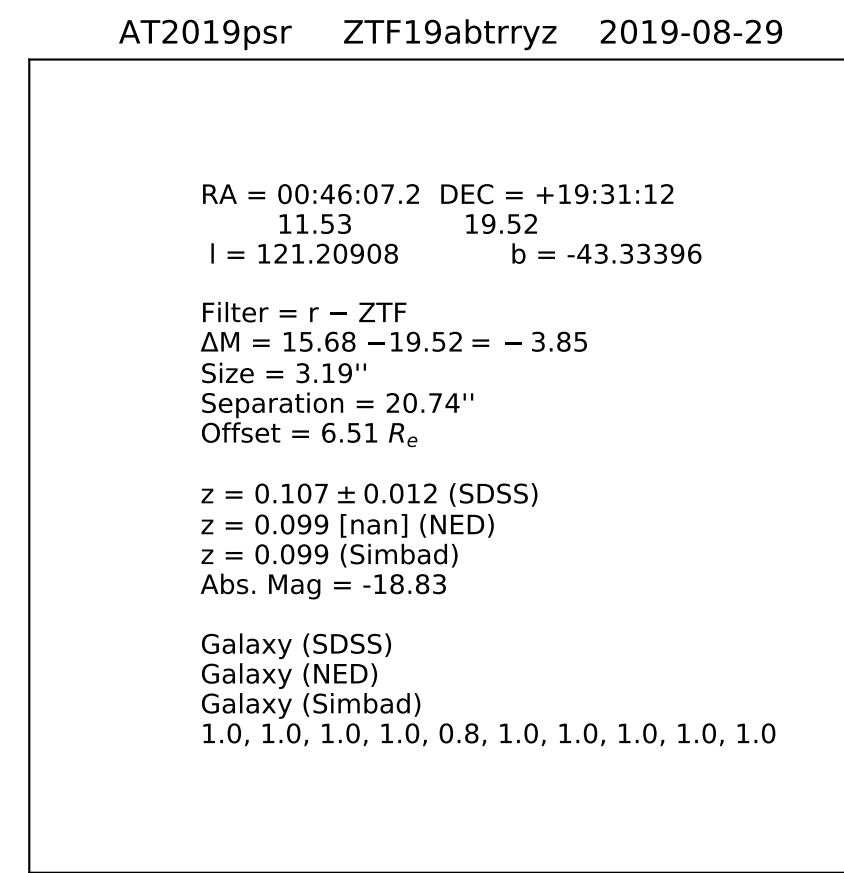 AT2019psr ZTF19abtrryz 2019-08-29
RA = 00:46:07.2 DEC = +19:31:12
11.53 19.52
l = 121.20908 b = -43.33396
Filter = r − ZTF
ΔM = 15.68 −19.52 = − 3.85
Size = 3.19''
Separation = 20.74''
Offset = 6.51 Rₑ
z = 0.107 ± 0.012 (SDSS)
z = 0.099 [nan] (NED)
z = 0.099 (Simbad)
Abs. Mag = -18.83
Galaxy (SDSS)
Galaxy (NED)
Galaxy (Simbad)
1.0, 1.0, 1.0, 1.0, 0.8, 1.0, 1.0, 1.0, 1.0, 1.0